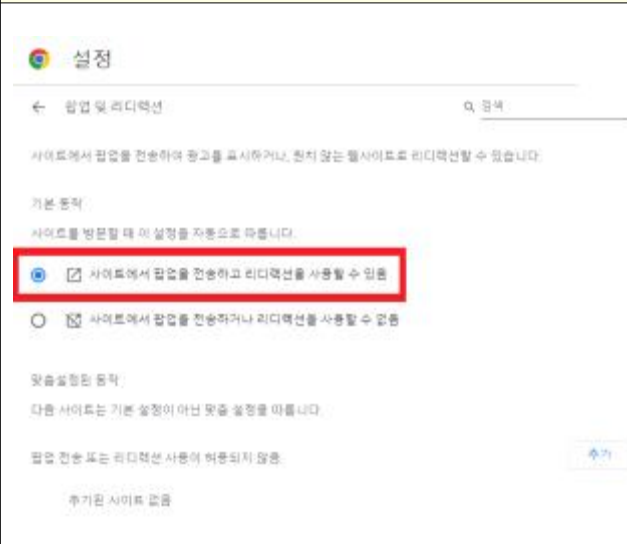 설정
팝업 및 리디렉션
검색
사이트에서 팝업을 전송하여 광고를 표시하거나, 원치 않는 웹사이트로 리디렉션할 수 있습니다.
기본 동작
사이트를 방문할 때 이 설정을 자동으로 따릅니다.
사이트에서 팝업을 전송하고 리디렉션을 사용할 수 있음
사이트에서 팝업을 전송하거나 리디렉션을 사용할 수 없음
맞춤설정된 동작
다음 사이트는 기본 설정이 아닌 맞춤 설정을 따릅니다.
팝업 전송 또는 리디렉션 사용이 허용되지 않음
추가
추가된 사이트 없음